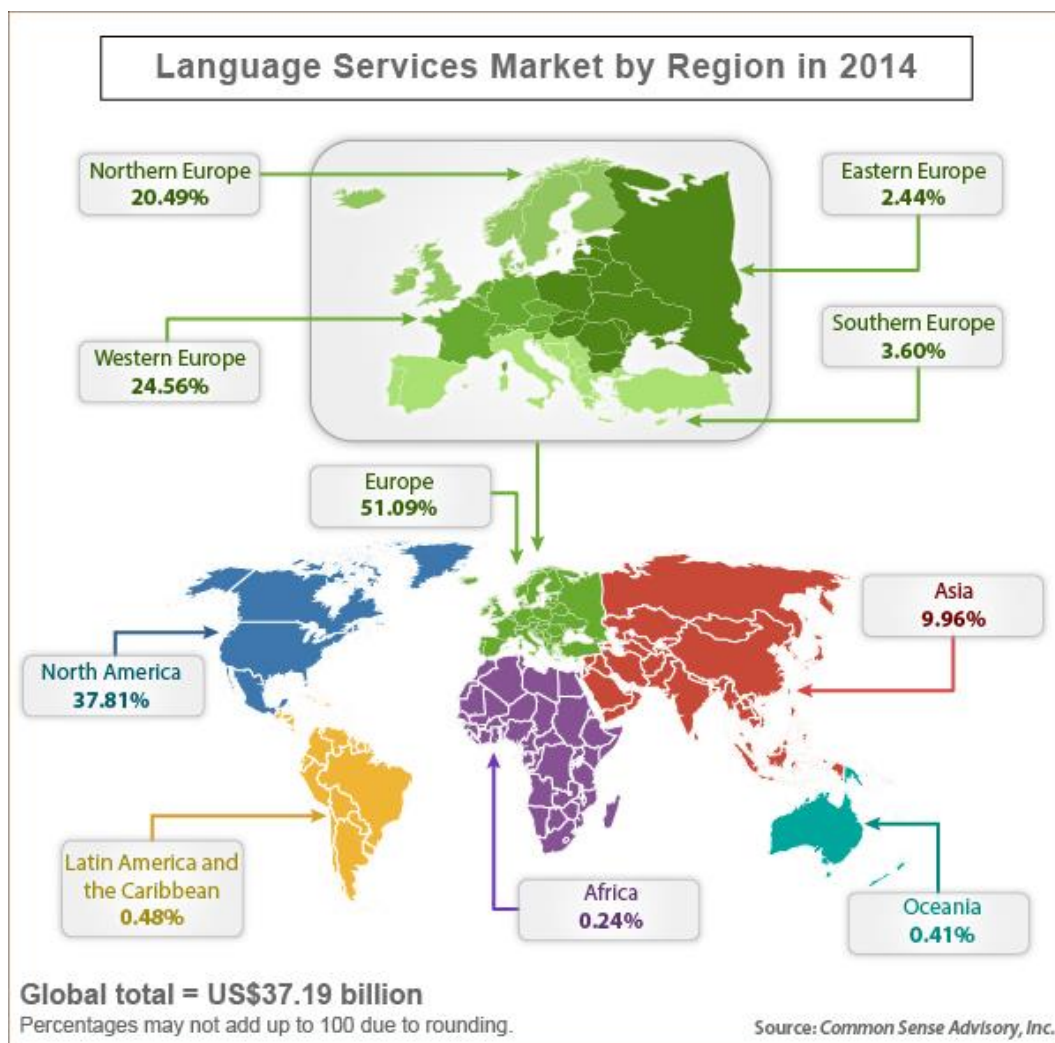 Language Services Market by Region in 2014
Northern Europe
20.49%
Eastern Europe
2.44%
Western Europe
24.56%
Southern Europe
3.60%
Europe
51.09%
North America
37.81%
Asia
9.96%
Latin America and
the Caribbean
0.48%
Africa
0.24%
Oceania
0.41%
Global total = US$37.19 billion
Percentages may not add up to 100 due to rounding.
Source: Common Sense Advisory, Inc.